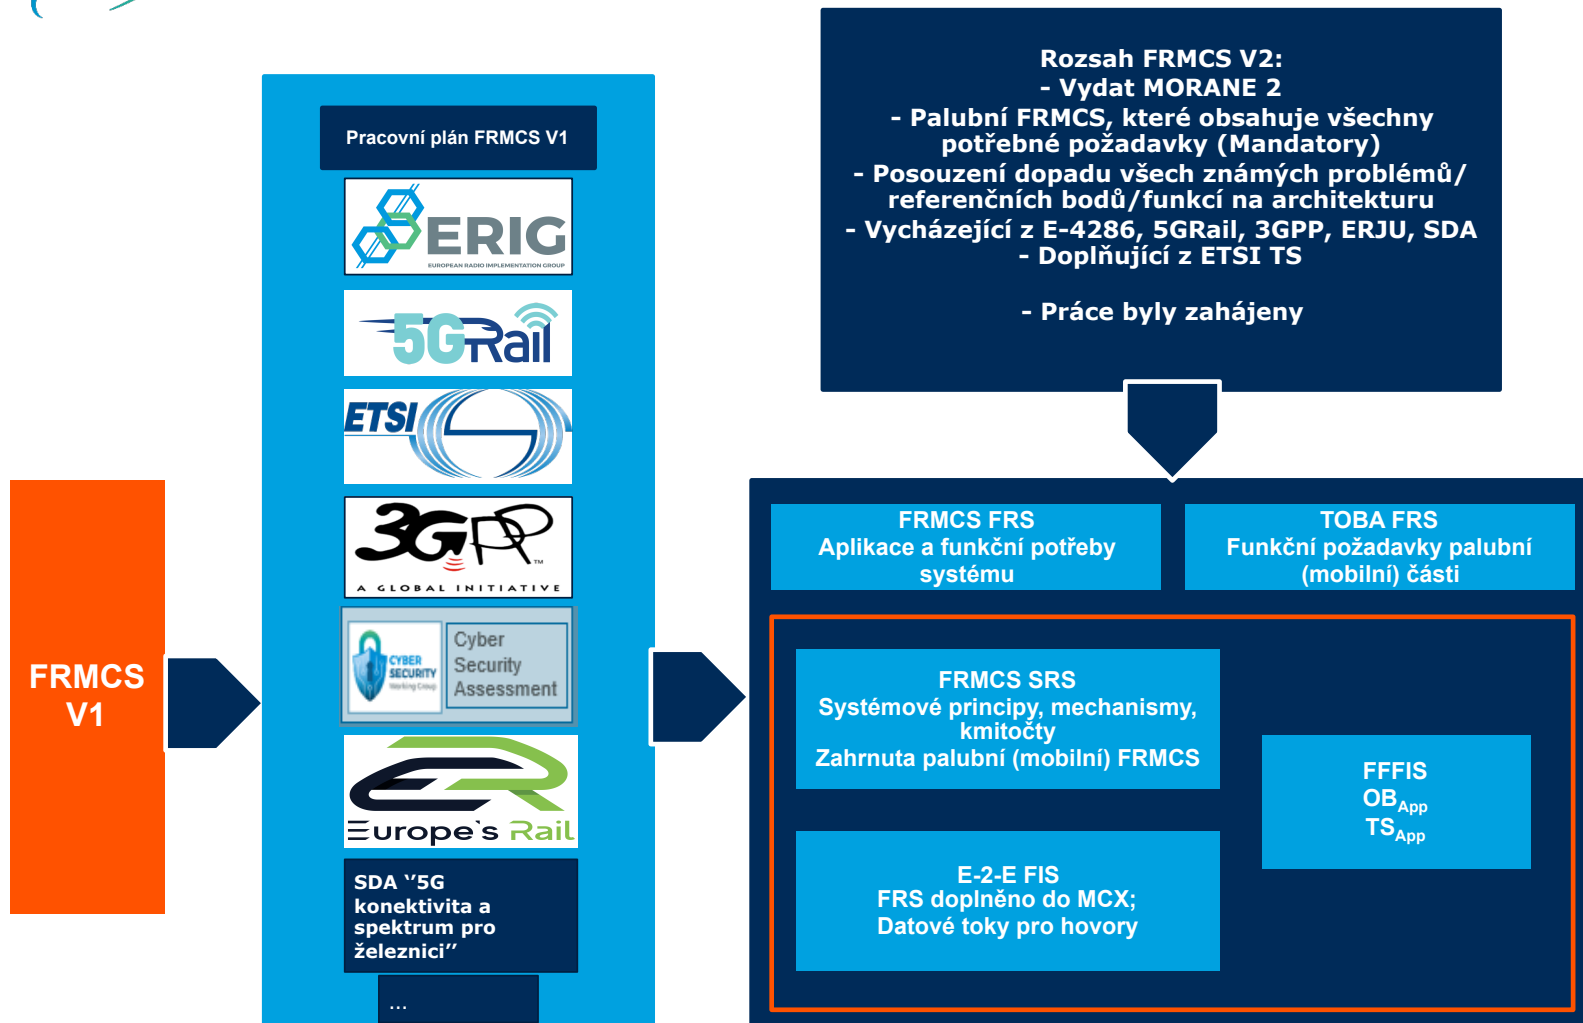 Rozsah FRMCS V2:
- Vydat MORANE 2
- Palubní FRMCS, které obsahuje všechny
potřebné požadavky (Mandatory)
- Posouzení dopadu všech známých problémů/
referenčních bodů/funkcí na architekturu
- Vycházející z E-4286, 5GRail, 3GPP, ERJU, SDA
- Doplňující z ETSI TS
- Práce byly zahájeny
Pracovní plán FRMCS V1
ERIG
EUROPEAN RADIO IMPLEMENTATION GROUP
5GRail
ETSI
3GPP
TM
A GLOBAL INITIATIVE
CYBER
SECURITY
Working Group
Cyber
Security
Assessment
Europe's Rail
SDA ‘‘5G
konektivita a
spektrum pro
železnici’’
...
FRMCS
V1
FRMCS FRS
Aplikace a funkční potřeby
systému
TOBA FRS
Funkční požadavky palubní
(mobilní) části
FRMCS SRS
Systémové principy, mechanismy,
kmitočty
Zahrnuta palubní (mobilní) FRMCS
FFFIS
OBApp
TSApp
E-2-E FIS
FRS doplněno do MCX;
Datové toky pro hovory